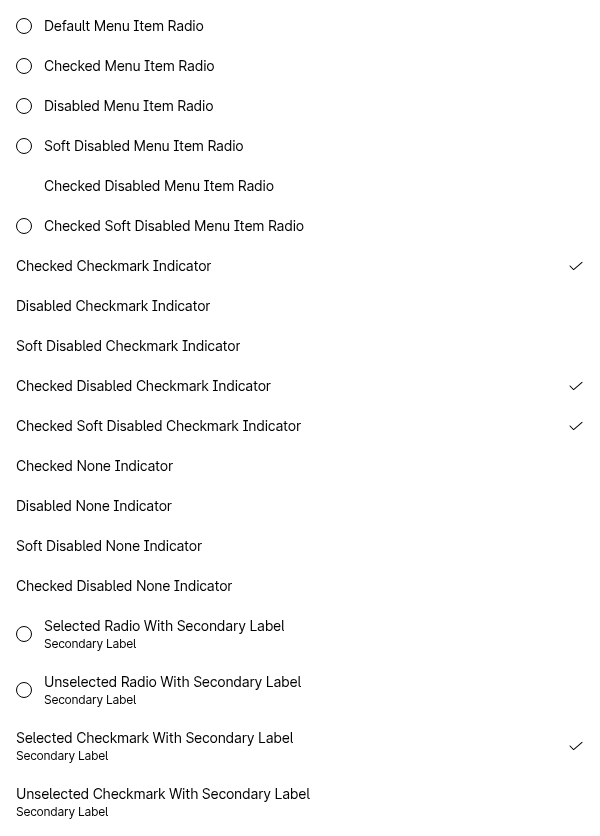 Default Menu Item Radio
Checked Menu Item Radio
Disabled Menu Item Radio
Soft Disabled Menu Item Radio
Checked Disabled Menu Item Radio
Checked Soft Disabled Menu Item Radio
Checked Checkmark Indicator
Disabled Checkmark Indicator
Soft Disabled Checkmark Indicator
Checked Disabled Checkmark Indicator
Checked Soft Disabled Checkmark Indicator
Checked None Indicator
Disabled None Indicator
Soft Disabled None Indicator
Checked Disabled None Indicator
Selected Radio With Secondary Label
Secondary Label
Unselected Radio With Secondary Label
Secondary Label
Selected Checkmark With Secondary Label
Secondary Label
Unselected Checkmark With Secondary Label
Secondary Label